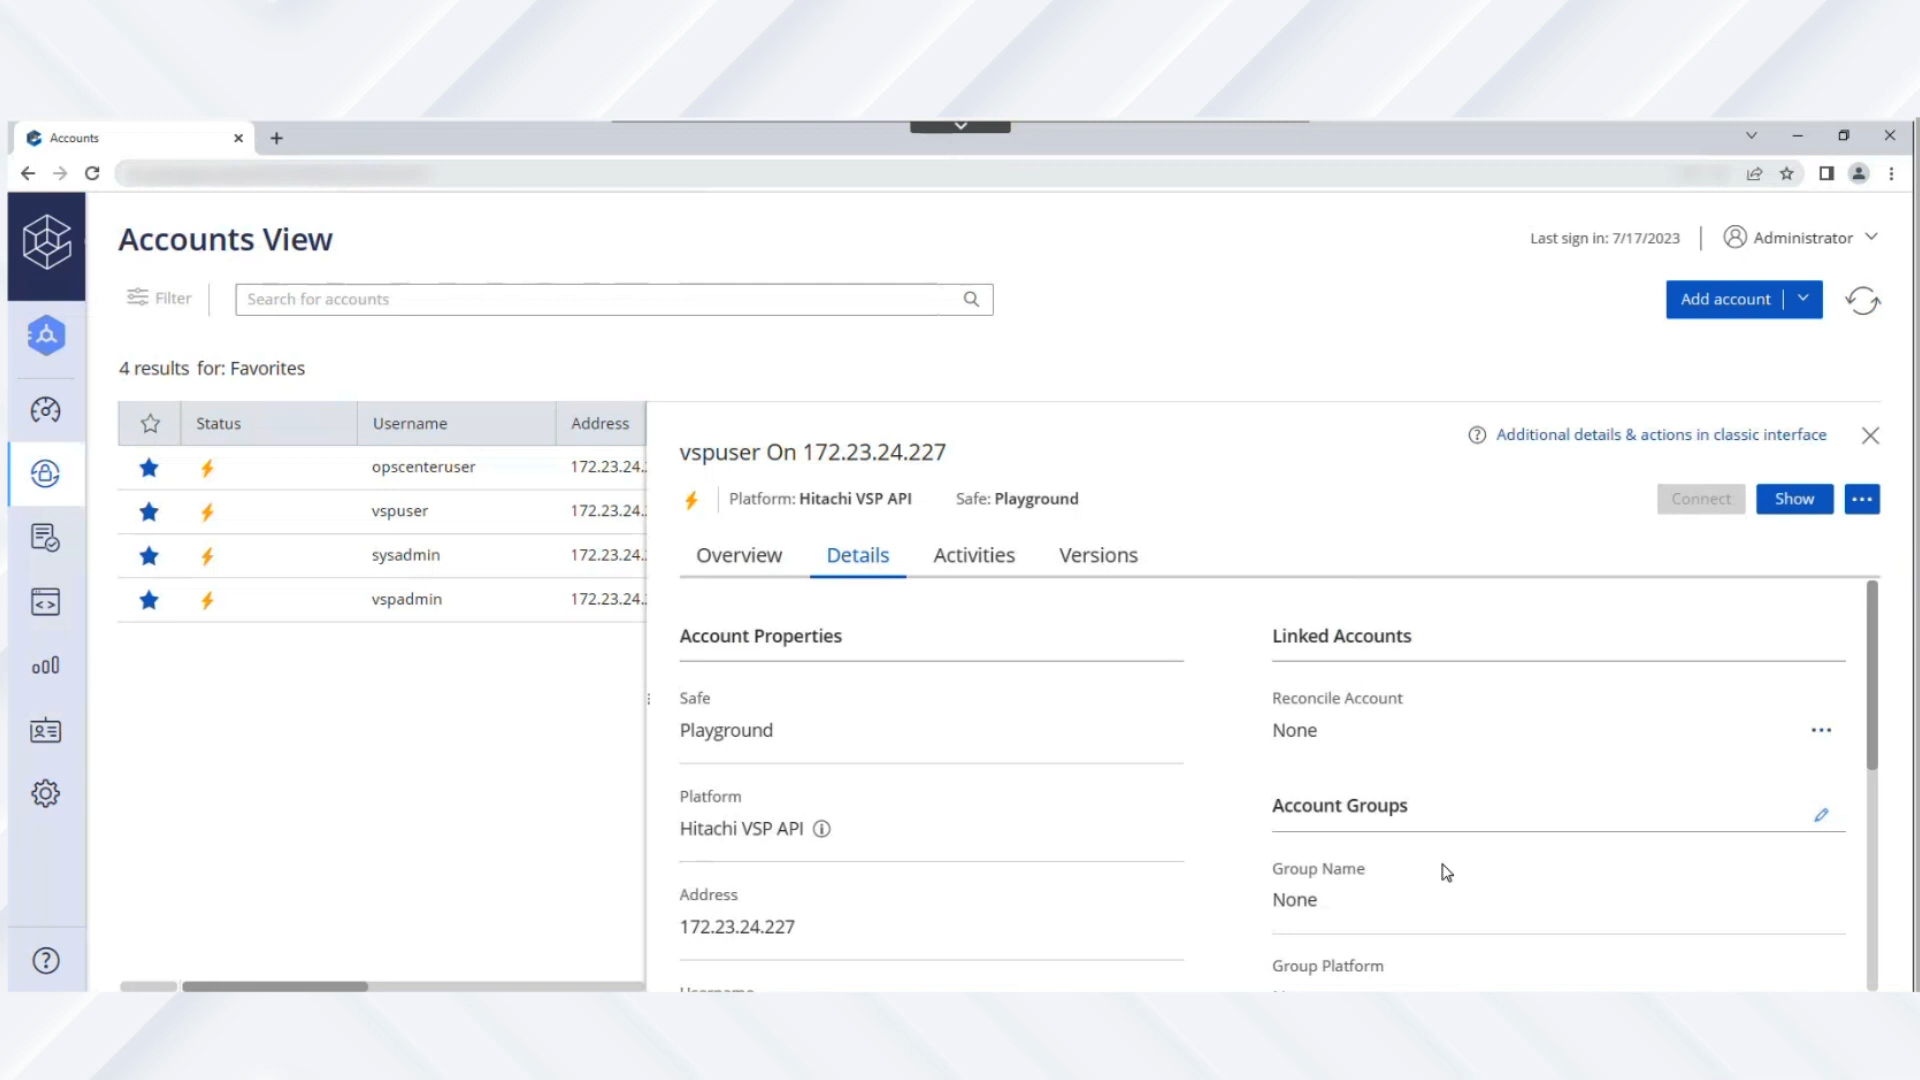 Accounts
Accounts View
Last sign in: 7/17/2023
Administrator
Filter
Search for accounts
Add account
4 results for: Favorites
Status Username Address
opscenteruser 172.23.24.
vspuser 172.23.24.
sysadmin 172.23.24.
vspadmin 172.23.24.
Additional details & actions in classic interface
vspuser On 172.23.24.227
Platform: Hitachi VSP API Safe: Playground
Connect Show
Overview Details Activities Versions
Account Properties
Safe
Playground
Platform
Hitachi VSP API
Address
172.23.24.227
Username
Linked Accounts
Reconcile Account
None
Account Groups
Group Name
None
Group Platform